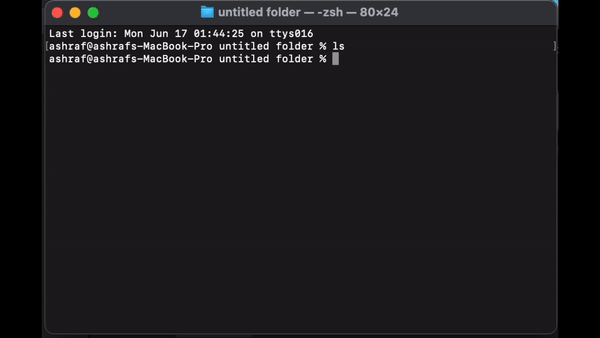 untitled folder — -zsh — 80×24
Last login: Mon Jun 17 01:44:25 on ttys016
[ashraf@ashrafs-MacBook-Pro untitled folder % ls ]
ashraf@ashrafs-MacBook-Pro untitled folder %